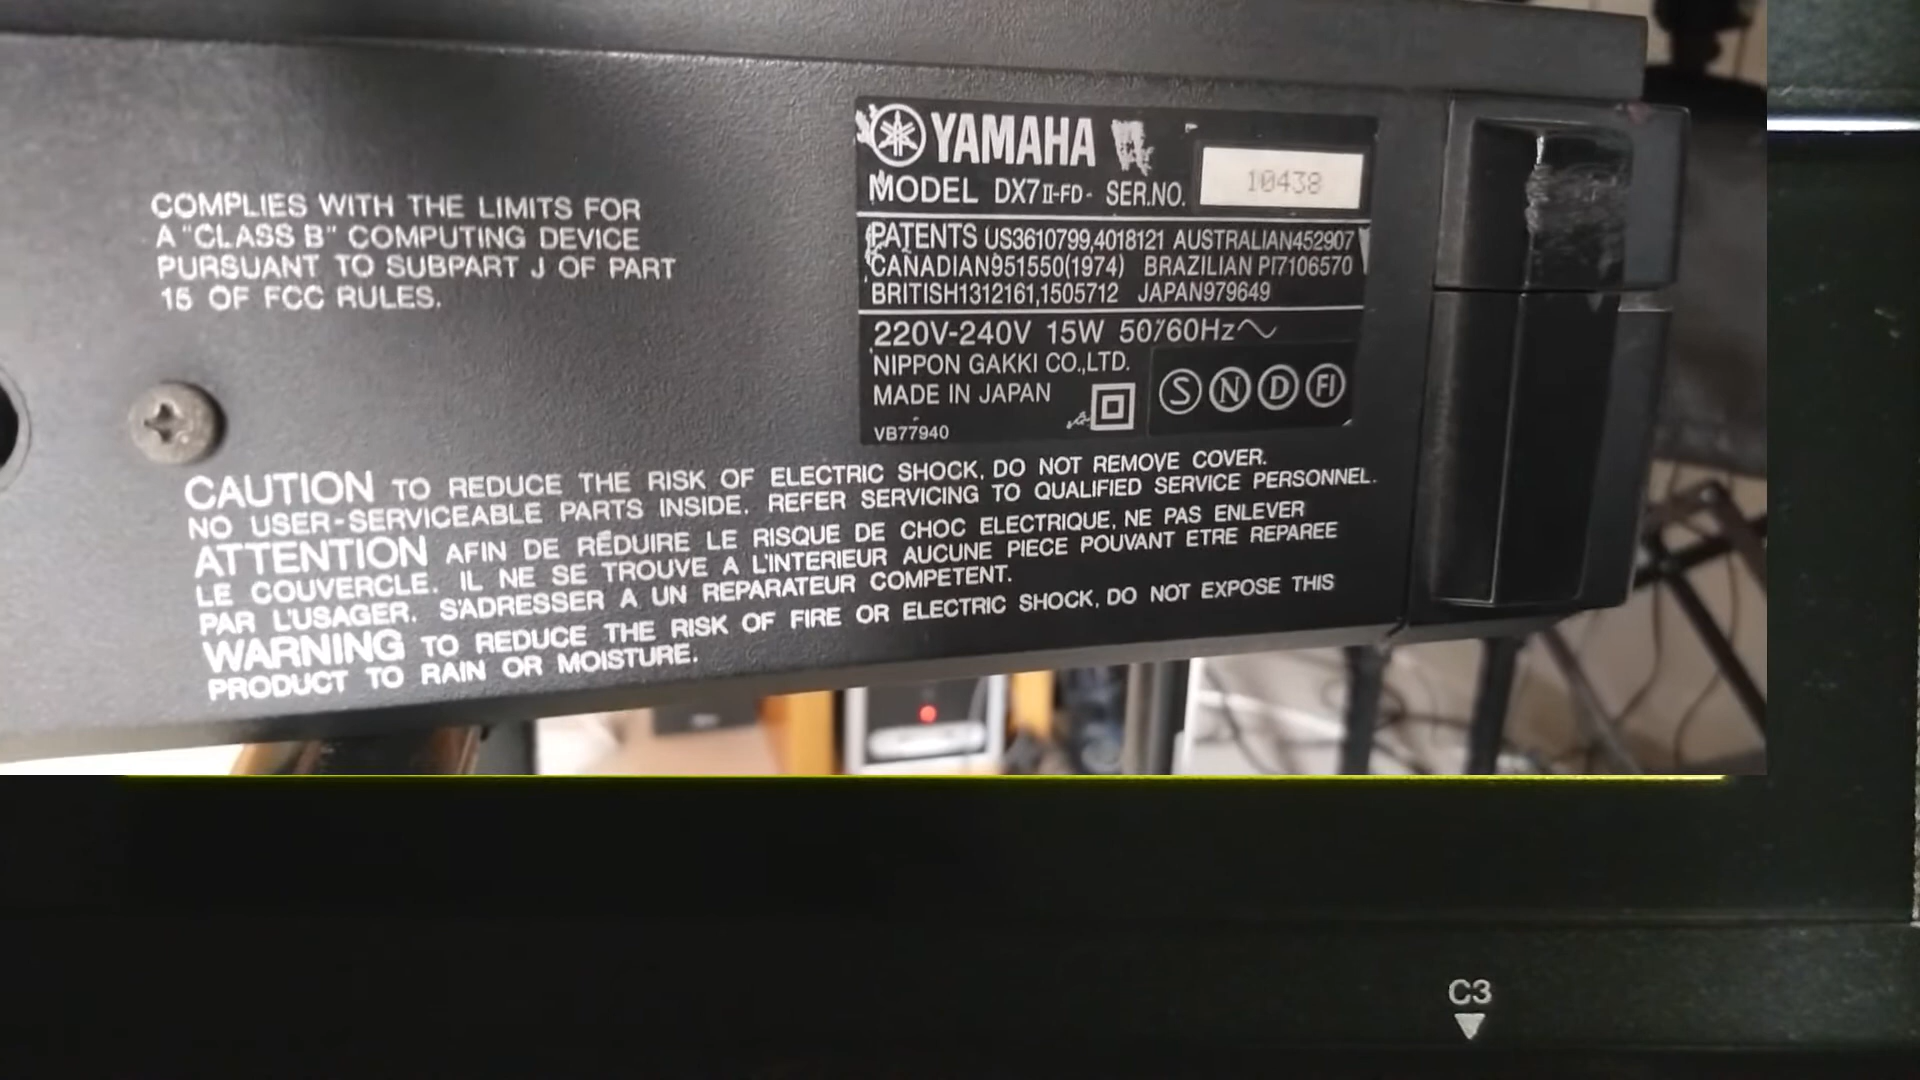 COMPLIES WITH THE LIMITS FOR
A "CLASS B" COMPUTING DEVICE
PURSUANT TO SUBPART J OF PART
15 OF FCC RULES.
YAMAHA
MODEL DX7II-FD- SER.NO. 10438
PATENTS US3610799,4018121 AUSTRALIAN452907
CANADIAN951550(1974) BRAZILIAN PI7106570
BRITISH1312161,1505712 JAPAN979649
220V-240V 15W 50/60Hz
NIPPON GAKKI CO.,LTD.
MADE IN JAPAN
S N D FI
VB77940
CAUTION TO REDUCE THE RISK OF ELECTRIC SHOCK, DO NOT REMOVE COVER.
NO USER-SERVICEABLE PARTS INSIDE. REFER SERVICING TO QUALIFIED SERVICE PERSONNEL.
ATTENTION AFIN DE RÉDUIRE LE RISQUE DE CHOC ELECTRIQUE, NE PAS ENLEVER
LE COUVERCLE. IL NE SE TROUVE A L'INTERIEUR AUCUNE PIECE POUVANT ETRE REPAREE
PAR L'USAGER. S'ADRESSER A UN REPARATEUR COMPETENT.
WARNING TO REDUCE THE RISK OF FIRE OR ELECTRIC SHOCK, DO NOT EXPOSE THIS
PRODUCT TO RAIN OR MOISTURE.
C3